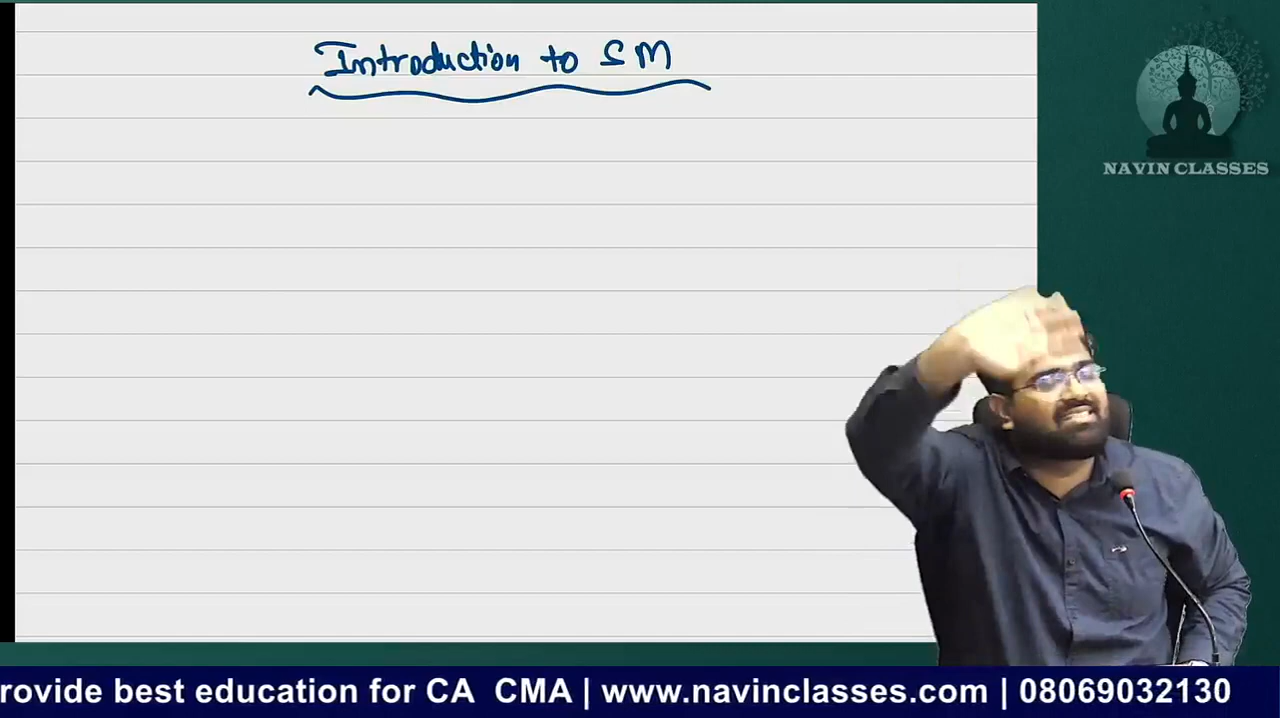 Introduction to SM
NAVIN CLASSES
rovide best education for CA CMA | www.navinclasses.com | 08069032130